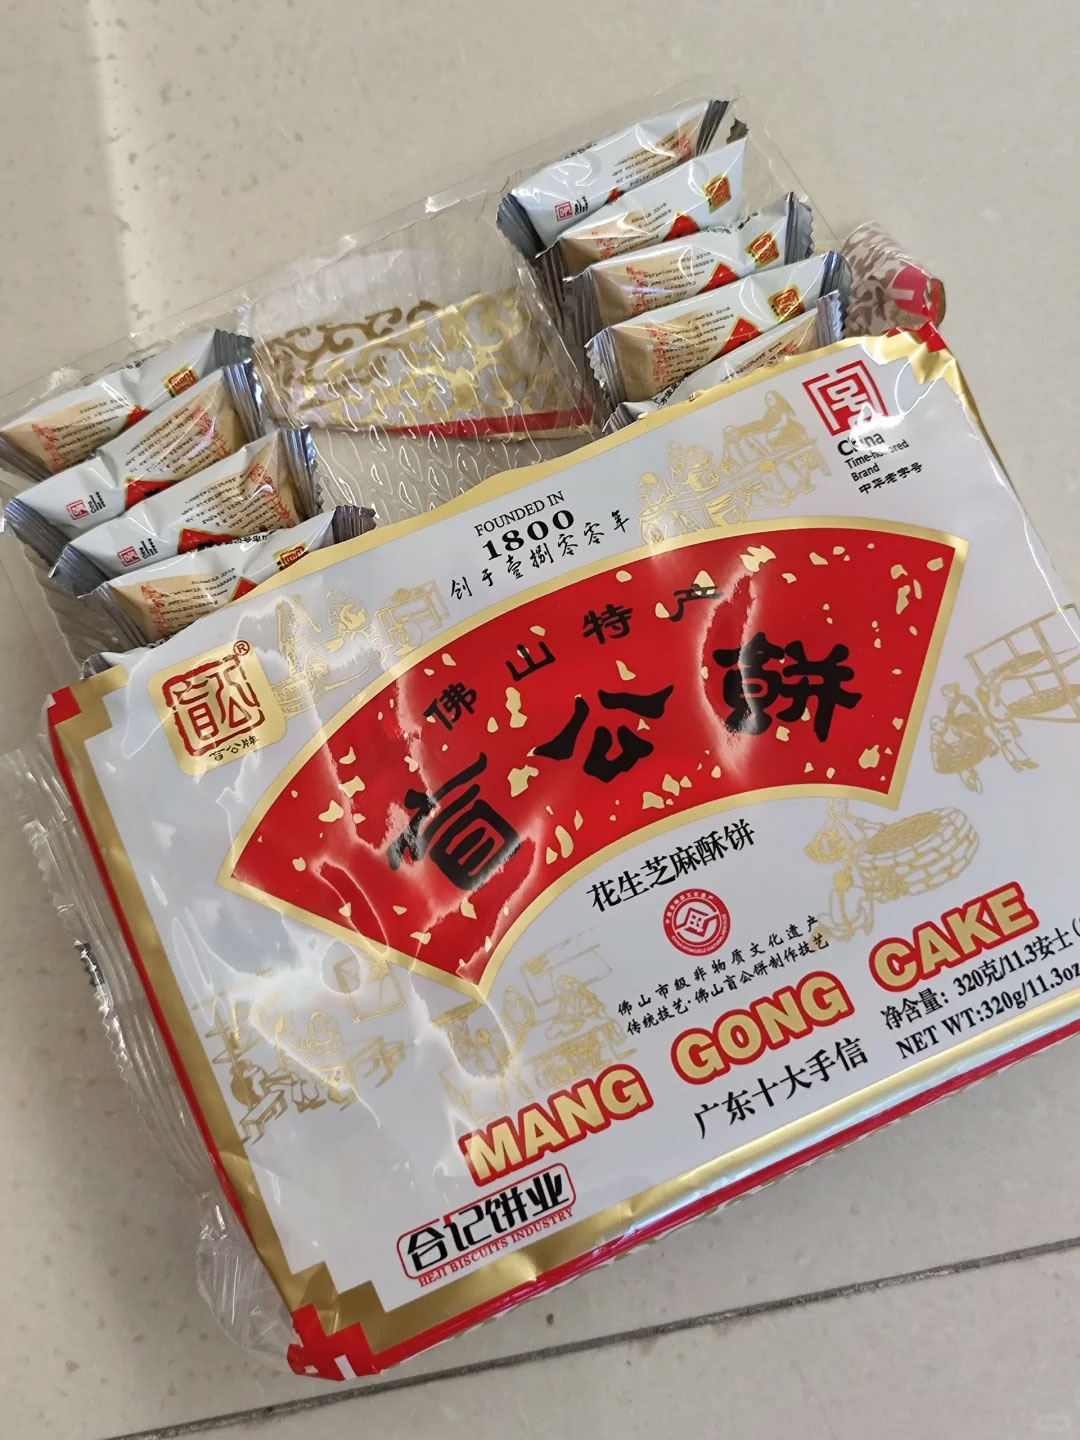 China
Time-honored
Brand
中华老字号
FOUNDED IN
1800
创于壹捌零零年
盲公
®
盲公牌
佛山特产
盲公饼
花生芝麻酥饼
佛山市级非物质文化遗产
传统技艺·佛山盲公饼制作技艺
MANG GONG CAKE
净含量：320克/11.3安士
NET WT:320g/11.3oz
广东十大手信
合记饼业
HEJI BISCUITS INDUSTRY